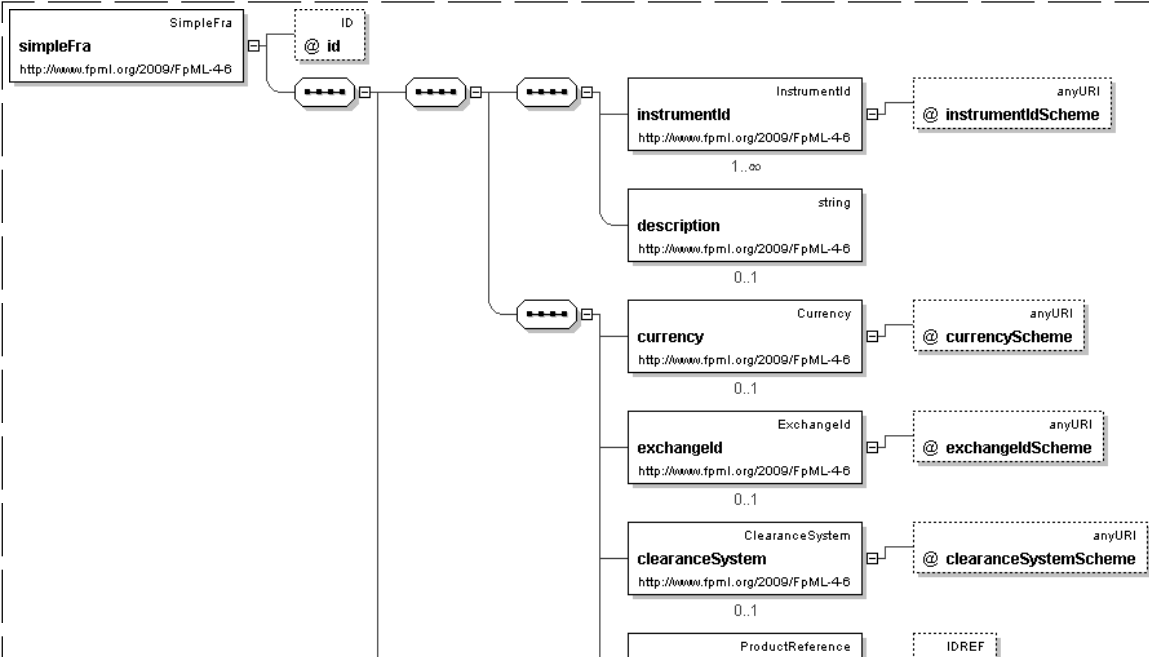 SimpleFra
simpleFra
http://www.fpml.org/2009/FpML-4-6
ID
@ id
InstrumentId
instrumentId
http://www.fpml.org/2009/FpML-4-6
1..∞
anyURI
@ instrumentIdScheme
string
description
http://www.fpml.org/2009/FpML-4-6
0..1
Currency
currency
http://www.fpml.org/2009/FpML-4-6
0..1
anyURI
@ currencyScheme
ExchangeId
exchangeId
http://www.fpml.org/2009/FpML-4-6
0..1
anyURI
@ exchangeIdScheme
ClearanceSystem
clearanceSystem
http://www.fpml.org/2009/FpML-4-6
0..1
anyURI
@ clearanceSystemScheme
ProductReference
IDREF